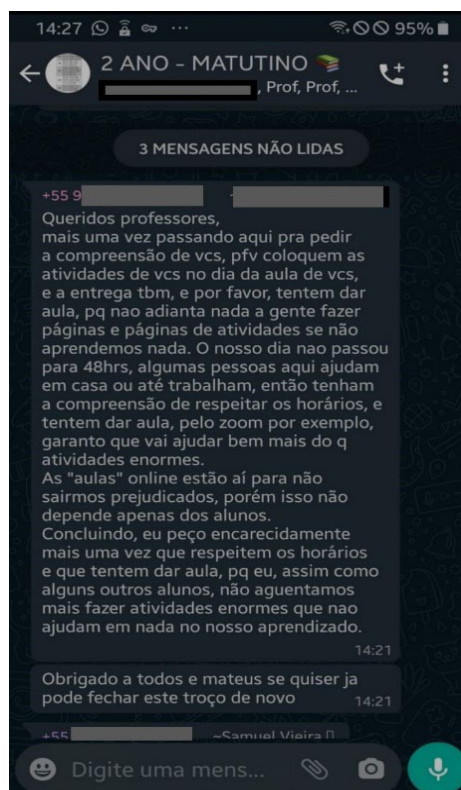 14:27 95%
2 ANO - MATUTINO 📚
, Prof, Prof, ...
3 MENSAGENS NÃO LIDAS
+55 9
Queridos professores,
mais uma vez passando aqui pra pedir
a compreensão de vcs, pfv coloquem as
atividades de vcs no dia da aula de vcs,
e a entrega tbm, e por favor, tentem dar
aula, pq nao adianta nada a gente fazer
páginas e páginas de atividades se não
aprendemos nada. O nosso dia nao passou
para 48hrs, algumas pessoas aqui ajudam
em casa ou até trabalham, então tenham
a compreensão de respeitar os horários, e
tentem dar aula, pelo zoom por exemplo,
garanto que vai ajudar bem mais do q
atividades enormes.
As "aulas" online estão aí para não
sairmos prejudicados, porém isso não
depende apenas dos alunos.
Concluindo, eu peço encarecidamente
mais uma vez que respeitem os horários
e que tentem dar aula, pq eu, assim como
alguns outros alunos, não aguentamos
mais fazer atividades enormes que nao
ajudam em nada no nosso aprendizado.
14:21
Obrigado a todos e mateus se quiser ja
pode fechar este troço de novo 14:21
+55 ~Samuel Vieira
Digite uma mens...